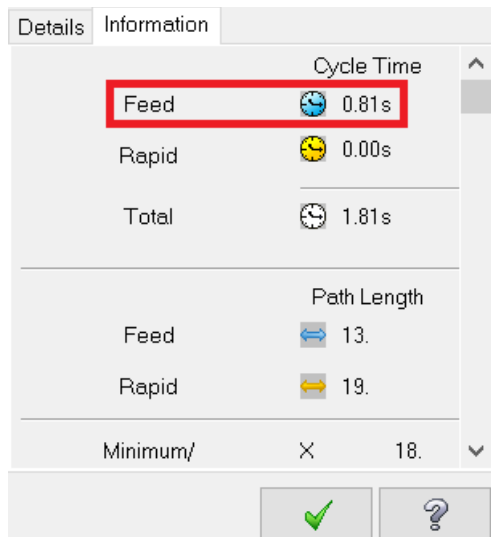 Details Information
Cycle Time
Feed 0.81s
Rapid 0.00s
Total 1.81s
Path Length
Feed 13.
Rapid 19.
Minimum/ X 18.